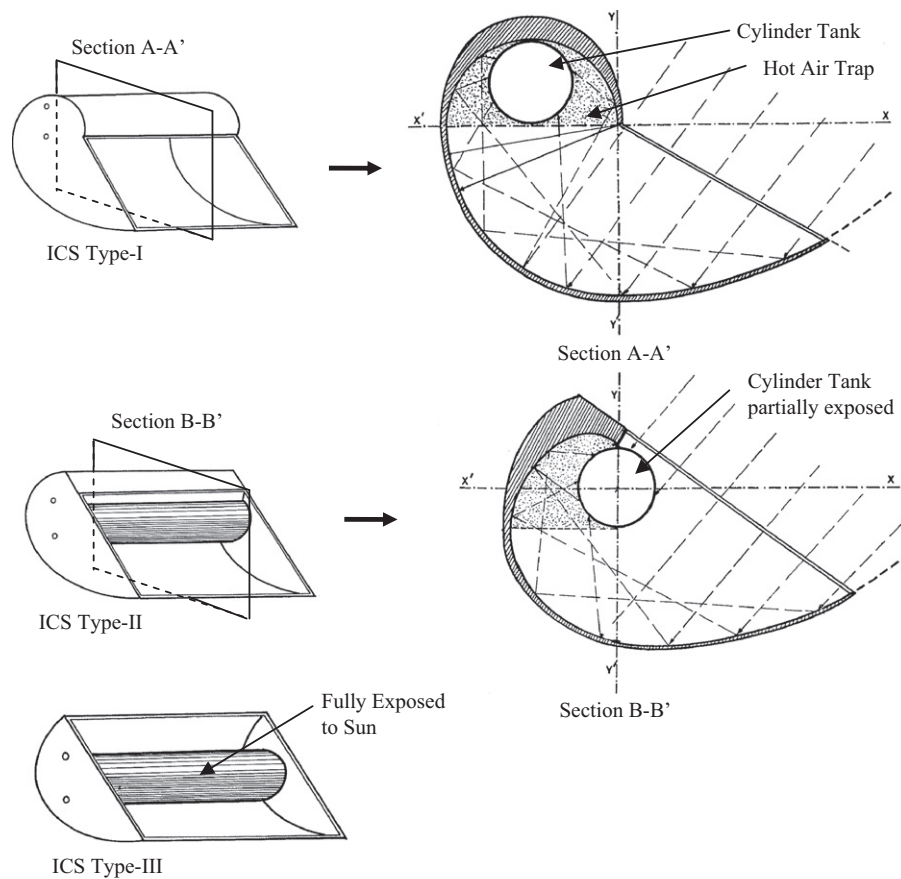 Section A-A’
ICS Type-I
Y
Cylinder Tank
Hot Air Trap
X'
X
Y'
Section A-A’
Section B-B’
ICS Type-II
Y
Cylinder Tank
partially exposed
X'
X
Y'
Section B-B’
Fully Exposed
to Sun
ICS Type-III